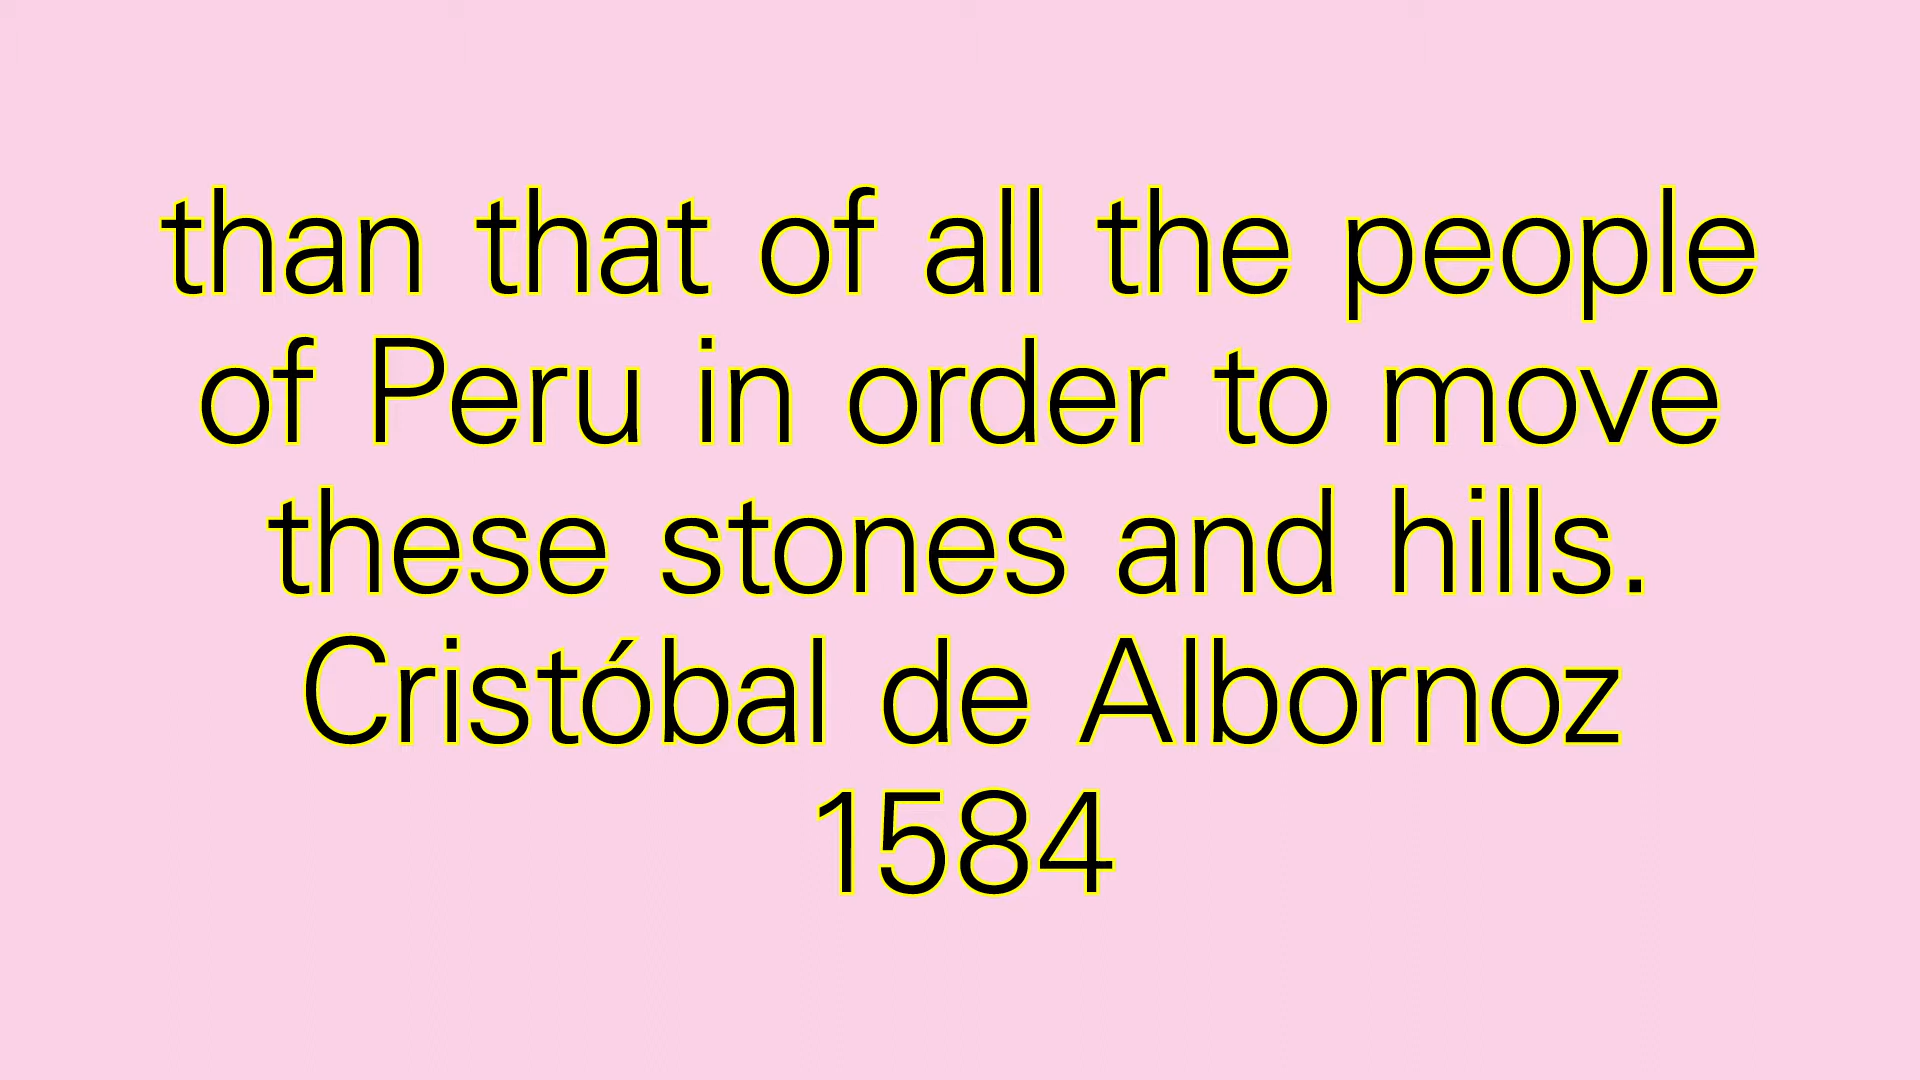 than that of all the people
of Peru in order to move
these stones and hills.
Cristóbal de Albornoz
1584